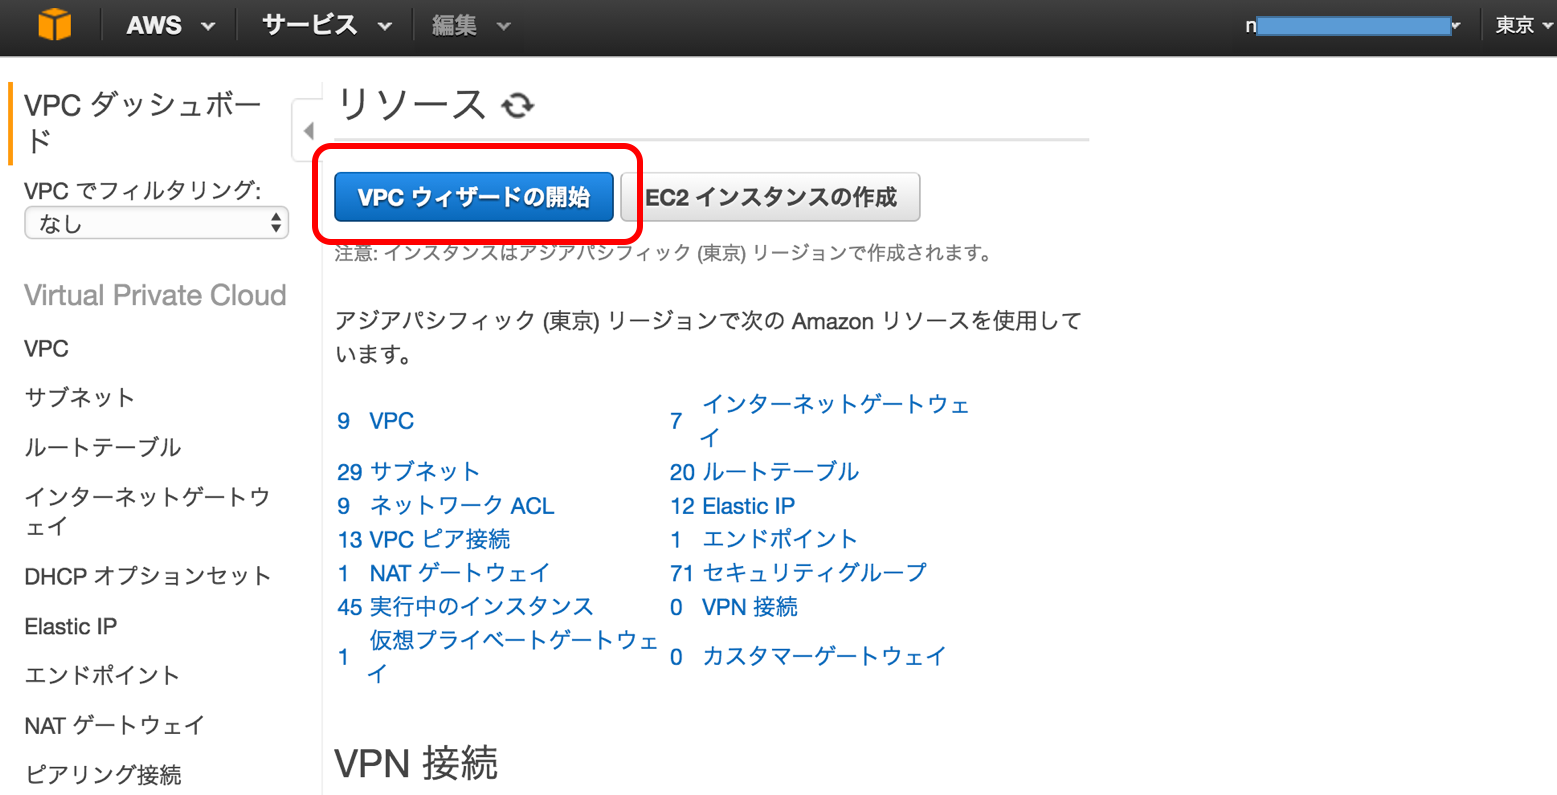 AWS サービス 編集 n 東京
VPC ダッシュボー
ド
VPC でフィルタリング:
なし
Virtual Private Cloud
VPC
サブネット
ルートテーブル
インターネットゲートウ
ェイ
DHCP オプションセット
Elastic IP
エンドポイント
NAT ゲートウェイ
ピアリング接続
リソース
VPC ウィザードの開始 EC2 インスタンスの作成
注意: インスタンスはアジアパシフィック (東京) リージョンで作成されます。
アジアパシフィック (東京) リージョンで次の Amazon リソースを使用して
います。
9 VPC
7 インターネットゲートウェ
イ
29 サブネット
20 ルートテーブル
9 ネットワーク ACL
12 Elastic IP
13 VPC ピア接続
1 エンドポイント
1 NAT ゲートウェイ
71 セキュリティグループ
45 実行中のインスタンス
0 VPN 接続
1 仮想プライベートゲートウェ
イ
0 カスタマーゲートウェイ
VPN 接続